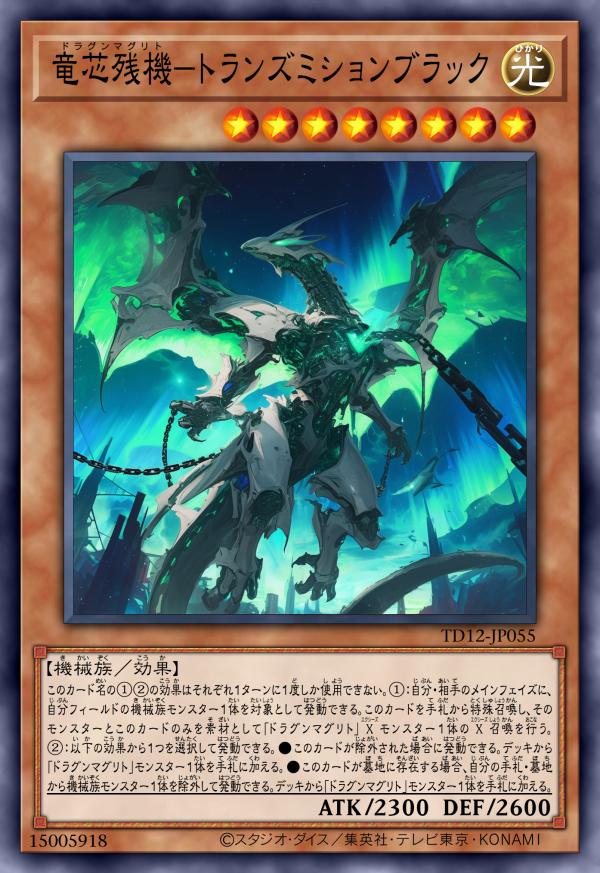 ドラグンマグリト
竜芯残機－トランズミションブラック
ひかり
光
TD12-JP055
【機械族／効果】
このカード名の①②の効果はそれぞれ1ターンに1度しか使用できない。①：自分・相手のメインフェイズに、
自分フィールドの機械族モンスター1体を対象として発動できる。このカードを手札から特殊召喚し、その
モンスターとこのカードのみを素材として「ドラグンマグリト」X モンスター1体の X 召喚を行う。
②：以下の効果から1つを選択して発動できる。●このカードが除外された場合に発動できる。デッキから
「ドラグンマグリト」モンスター1体を手札に加える。●このカードが墓地に存在する場合、自分の手札・墓地
から機械族モンスター1体を除外して発動できる。デッキから「ドラグンマグリト」モンスター1体を手札に加える。
ATK/2300 DEF/2600
15005918
©スタジオ・ダイス／集英社・テレビ東京・KONAMI